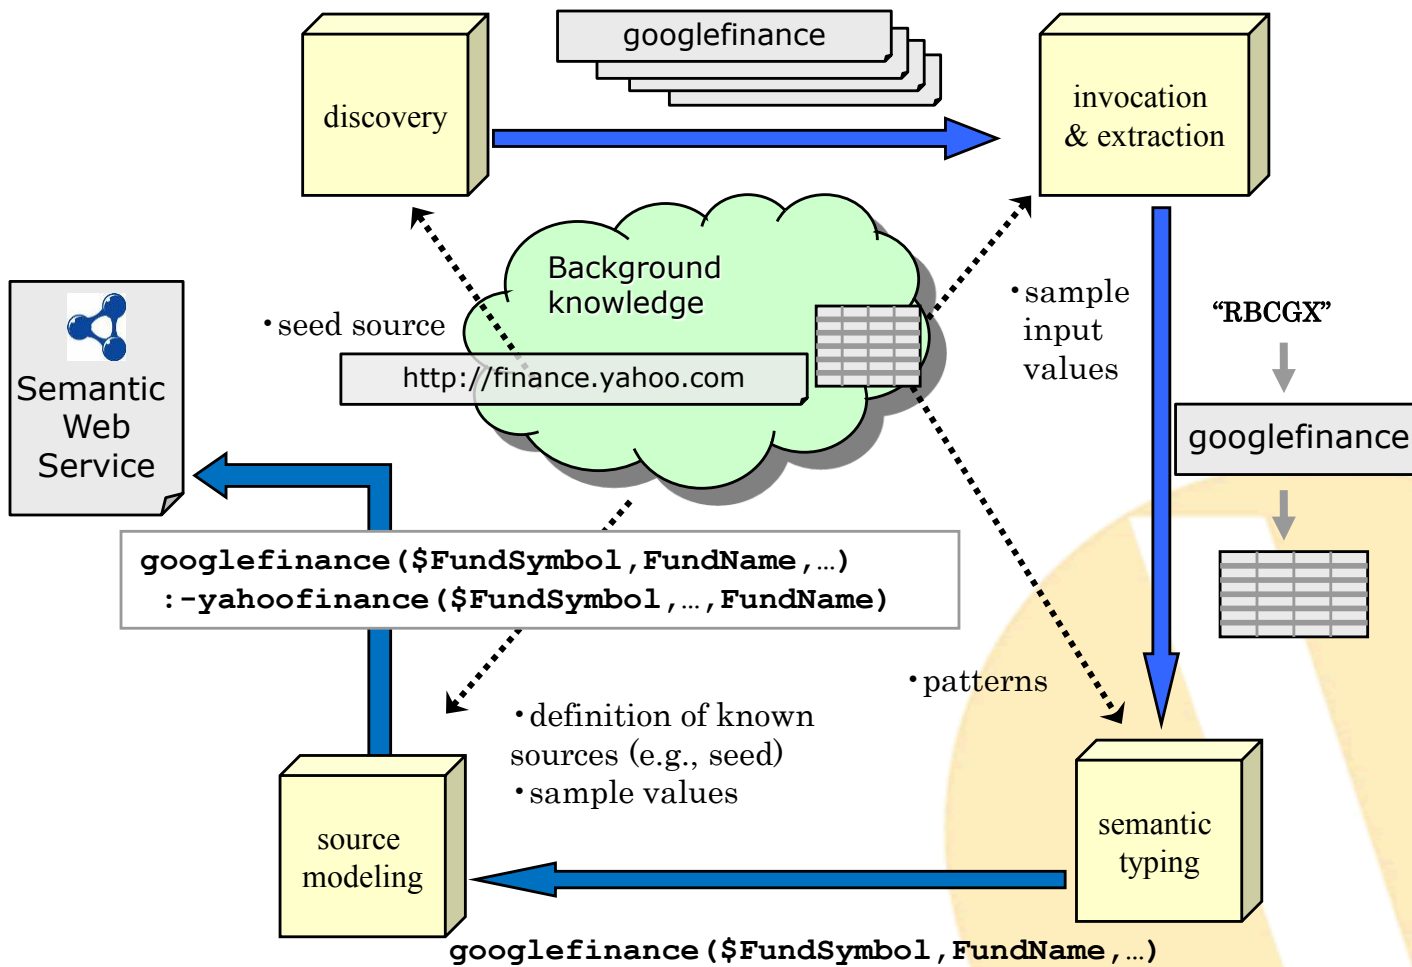 googlefinance
discovery
invocation
& extraction
Background
knowledge
•seed source
http://finance.yahoo.com
•sample
input
values
“RBCGX”
googlefinance
Semantic
Web
Service
googlefinance($FundSymbol,FundName,…)
:-yahoofinance($FundSymbol,…,FundName)
•patterns
•definition of known
sources (e.g., seed)
•sample values
source
modeling
semantic
typing
googlefinance($FundSymbol,FundName,…)